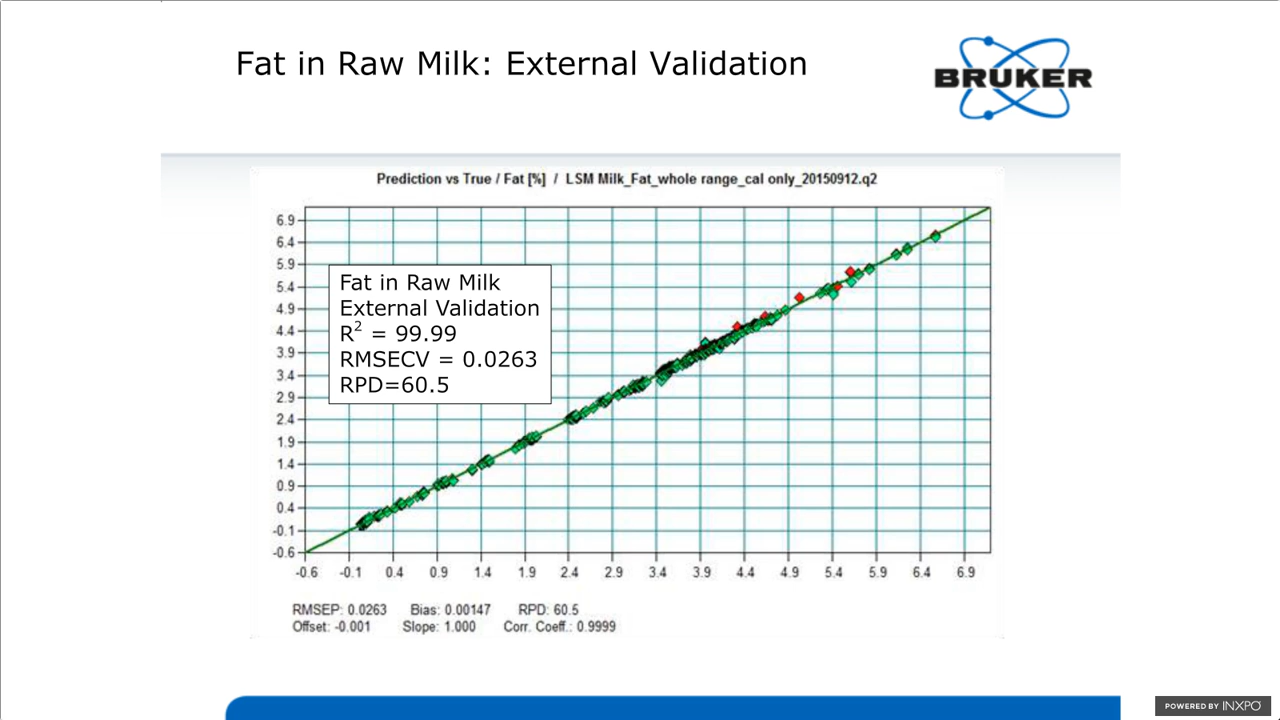 Fat in Raw Milk: External Validation
BRUKER
Prediction vs True / Fat [%] / LSM Milk_Fat_whole range_cal only_20150912.q2
6.9
6.4
5.9
5.4
4.9
4.4
3.9
3.4
2.9
2.4
1.9
1.4
0.9
0.4
-0.1
-0.6
Fat in Raw Milk
External Validation
R² = 99.99
RMSECV = 0.0263
RPD=60.5
-0.6 -0.1 0.4 0.9 1.4 1.9 2.4 2.9 3.4 3.9 4.4 4.9 5.4 5.9 6.4 6.9
RMSEP: 0.0263 Bias: 0.00147 RPD: 60.5
Offset: -0.001 Slope: 1.000 Corr. Coeff.: 0.9999
POWERED BY INXPO